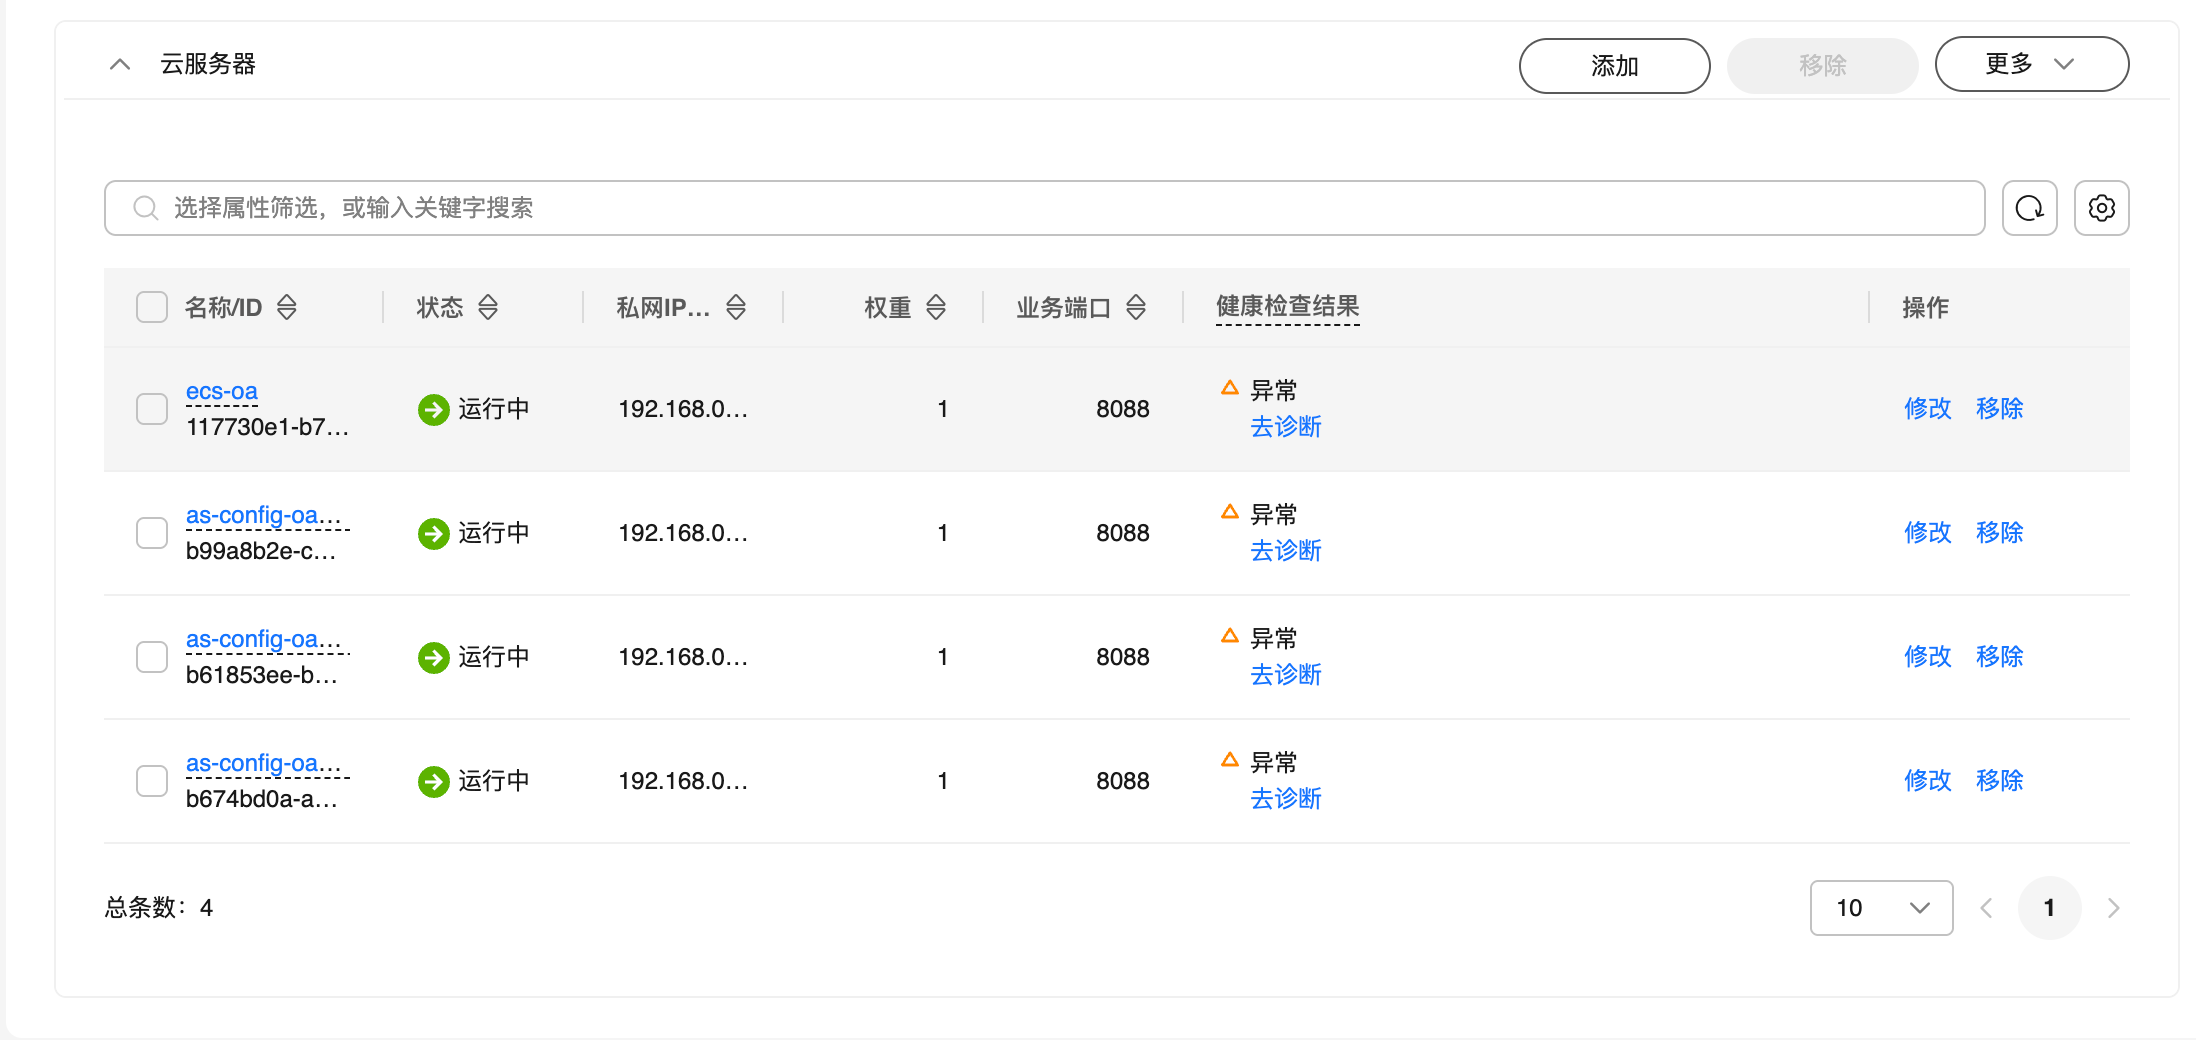 云服务器
添加
移除
更多
选择属性筛选，或输入关键字搜索
名称/ID 状态 私网IP... 权重 业务端口 健康检查结果 操作
ecs-oa
117730e1-b7...
运行中 192.168.0... 1 8088
异常
去诊断
修改 移除
as-config-oa...
b99a8b2e-c...
运行中 192.168.0... 1 8088
异常
去诊断
修改 移除
as-config-oa...
b61853ee-b...
运行中 192.168.0... 1 8088
异常
去诊断
修改 移除
as-config-oa...
b674bd0a-a...
运行中 192.168.0... 1 8088
异常
去诊断
修改 移除
总条数：4
10
1